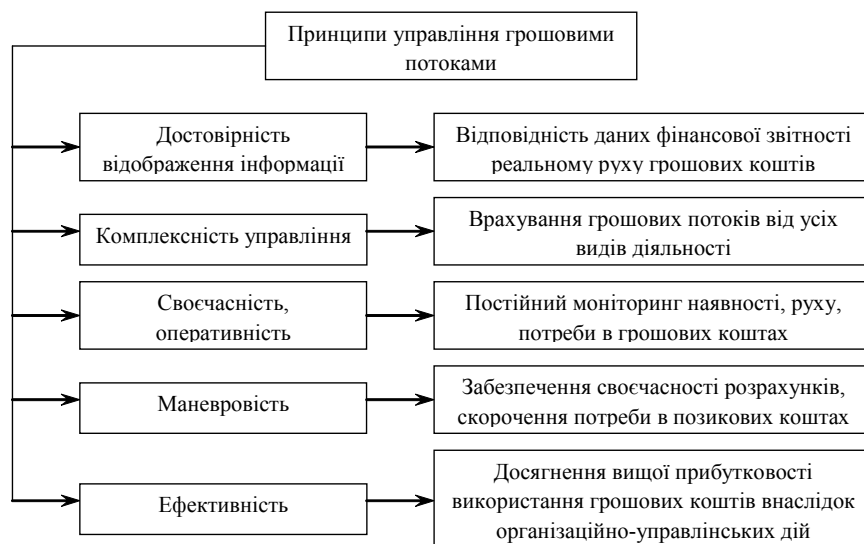 Принципи управління грошовими
потоками
Достовірність
відображення інформації
Відповідність даних фінансової звітності
реальному руху грошових коштів
Комплексність управління
Врахування грошових потоків від усіх
видів діяльності
Своєчасність,
оперативність
Постійний моніторинг наявності, руху,
потреби в грошових коштах
Маневровість
Забезпечення своєчасності розрахунків,
скорочення потреби в позикових коштах
Ефективність
Досягнення вищої прибутковості
використання грошових коштів внаслідок
організаційно-управлінських дій